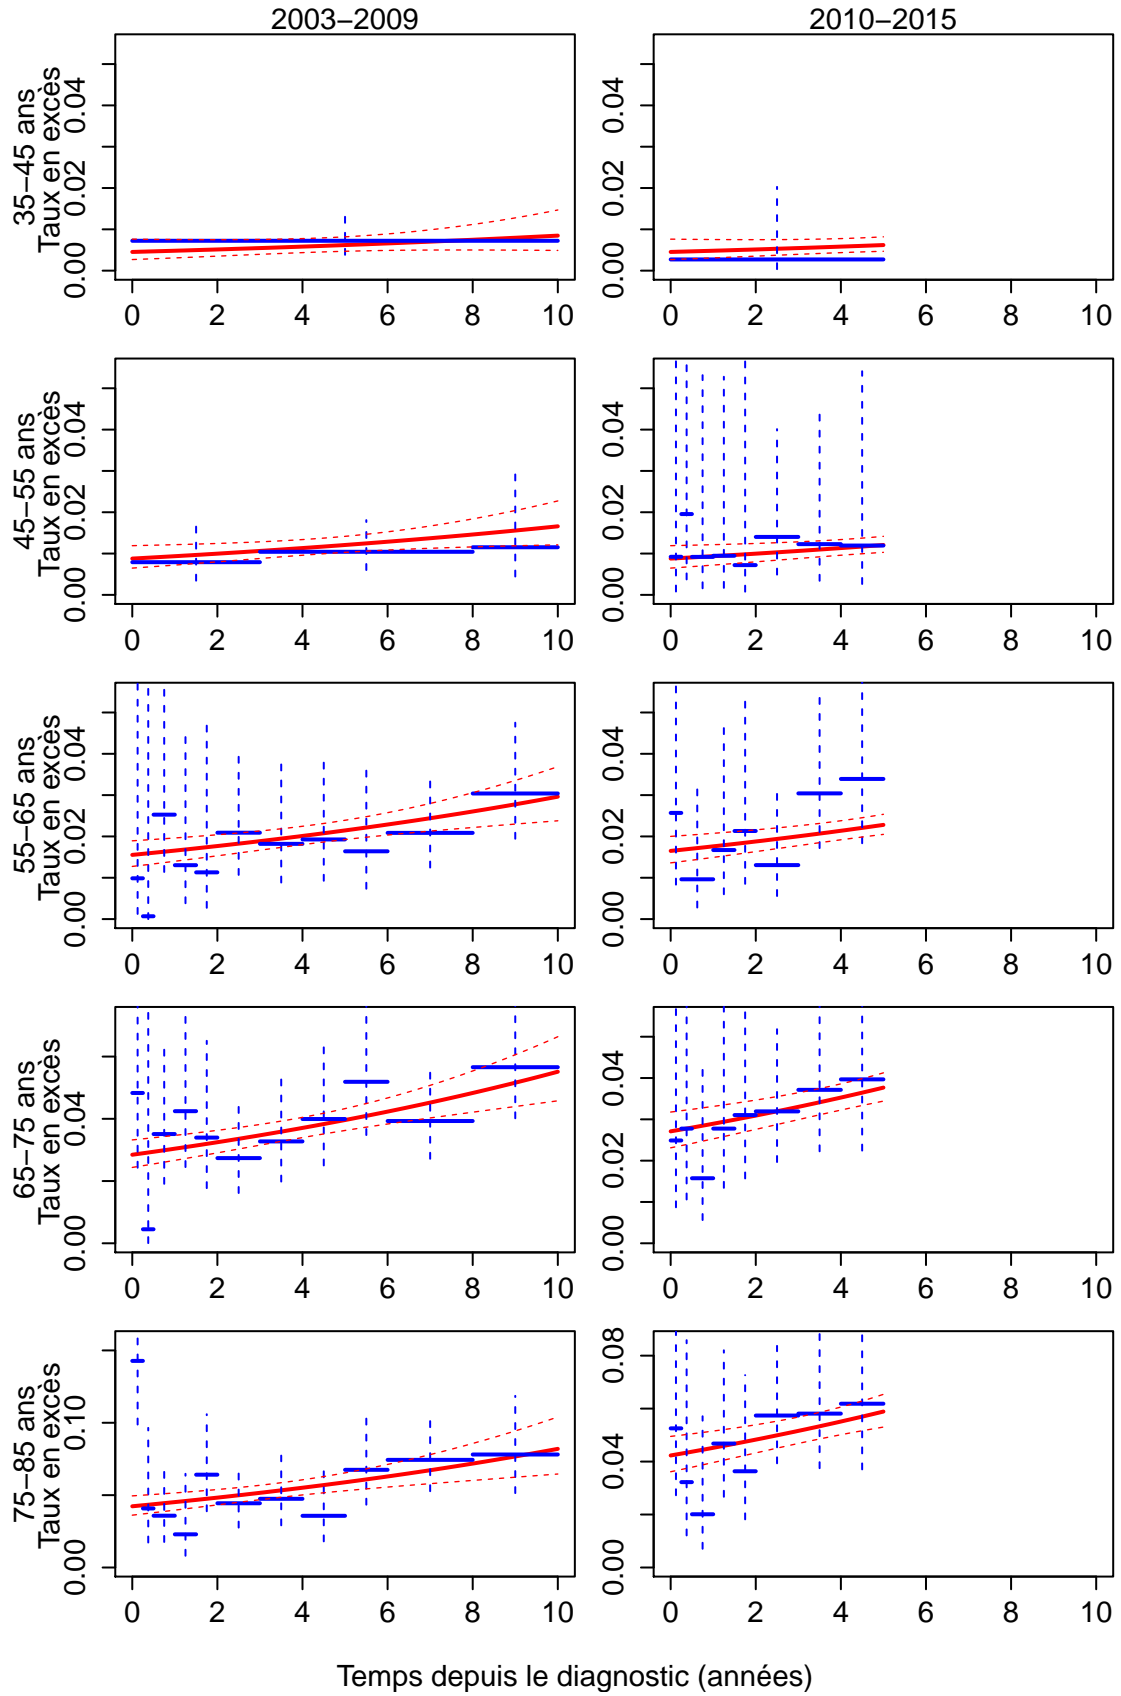 2003–2009
2010–2015
35–45 ans
Taux en excès
0.00 0.02 0.04
0 2 4 6 8 10
0.00 0.02 0.04
0 2 4 6 8 10
45–55 ans
Taux en excès
0.00 0.02 0.04
0 2 4 6 8 10
0.00 0.02 0.04
0 2 4 6 8 10
55–65 ans
Taux en excès
0.00 0.02 0.04
0 2 4 6 8 10
0.00 0.02 0.04
0 2 4 6 8 10
65–75 ans
Taux en excès
0.00 0.04
0 2 4 6 8 10
0.00 0.02 0.04
0 2 4 6 8 10
75–85 ans
Taux en excès
0.00 0.10
0 2 4 6 8 10
0.00 0.04 0.08
0 2 4 6 8 10
Temps depuis le diagnostic (années)